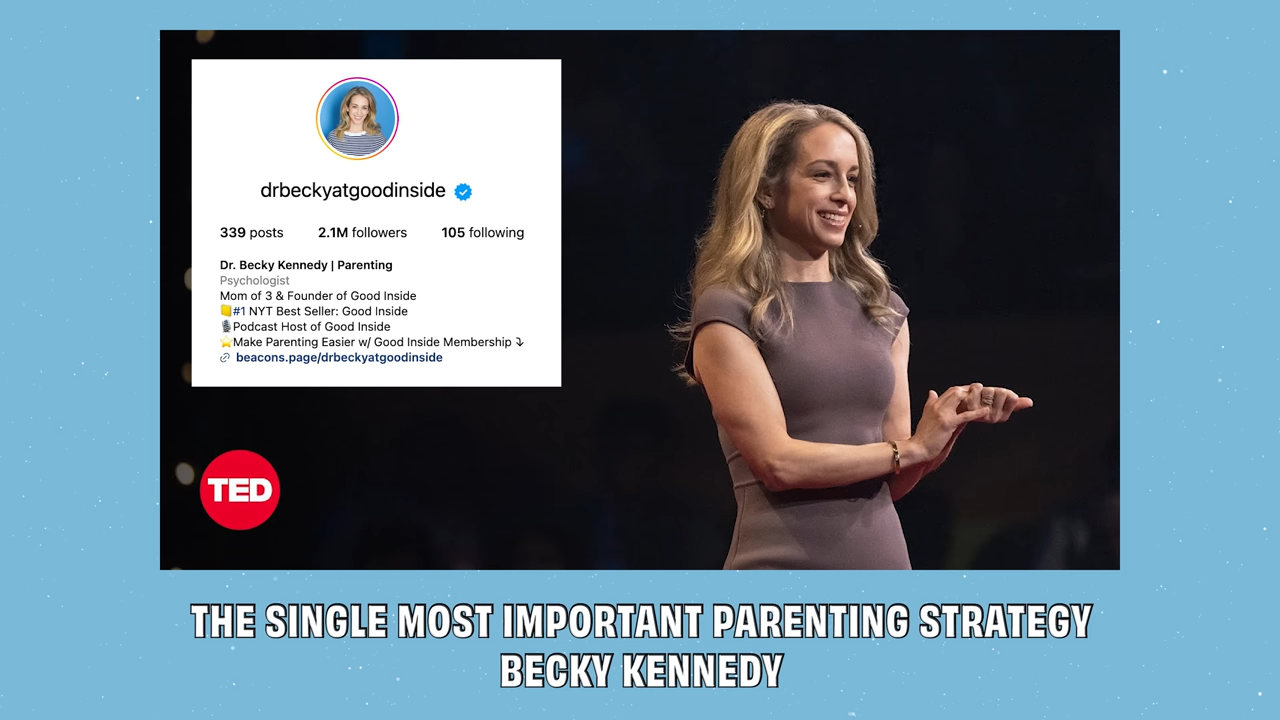 drbeckyatgoodinside
339 posts 2.1M followers 105 following
Dr. Becky Kennedy | Parenting
Psychologist
Mom of 3 & Founder of Good Inside
#1 NYT Best Seller: Good Inside
Podcast Host of Good Inside
Make Parenting Easier w/ Good Inside Membership ⤵
beacons.page/drbeckyatgoodinside
TED
THE SINGLE MOST IMPORTANT PARENTING STRATEGY
BECKY KENNEDY